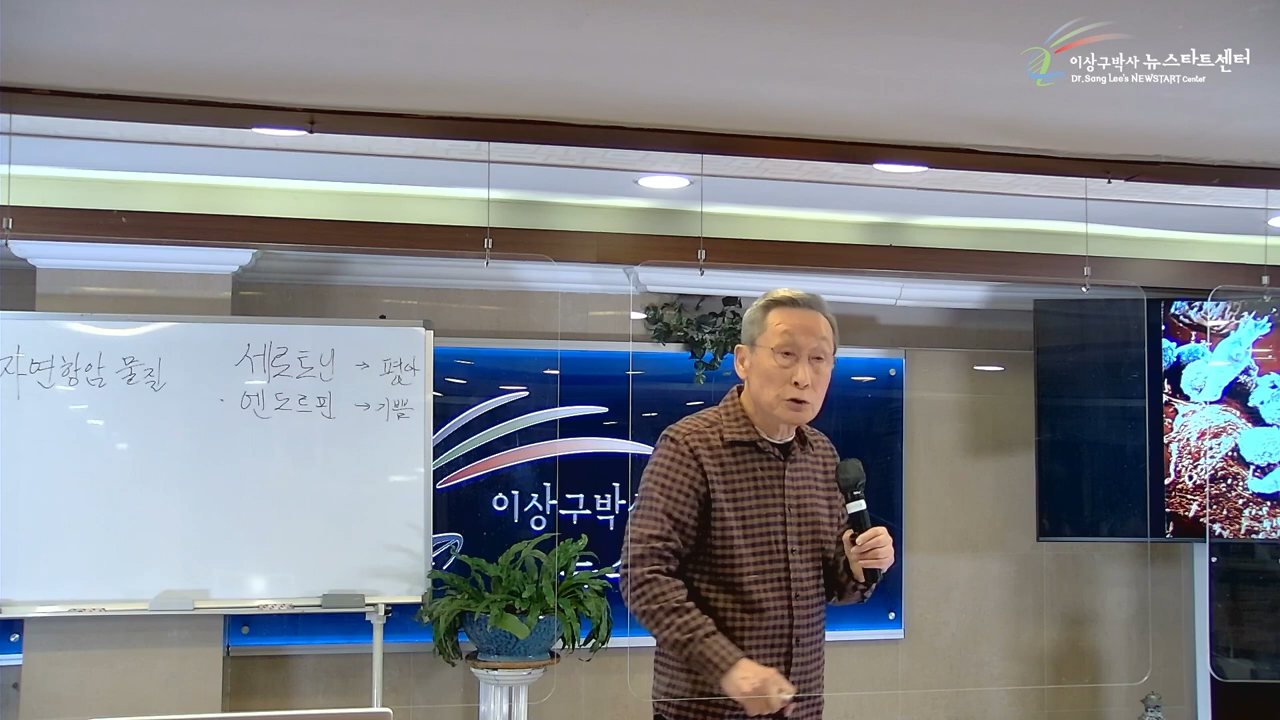 이상구박사 뉴스타트센터
Dr. Sang Lee's NEWSTART Center
자연항암 물질
세로토닌 → 평안
· 엔도르핀 → 기쁨
이상구박